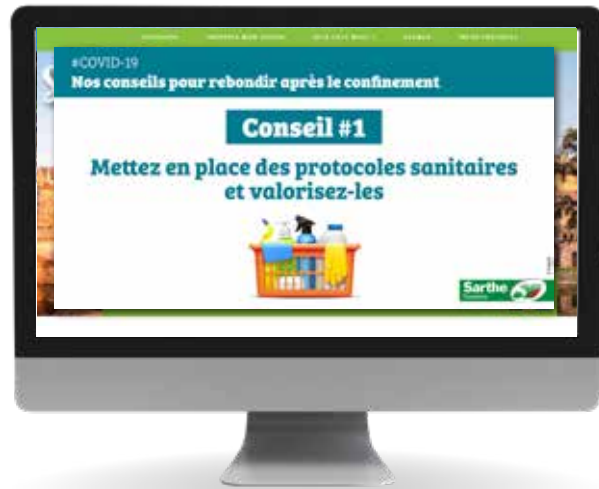 #COVID-19
Nos conseils pour rebondir après le confinement
Conseil #1
Mettez en place des protocoles sanitaires
et valorisez-les
Sarthe